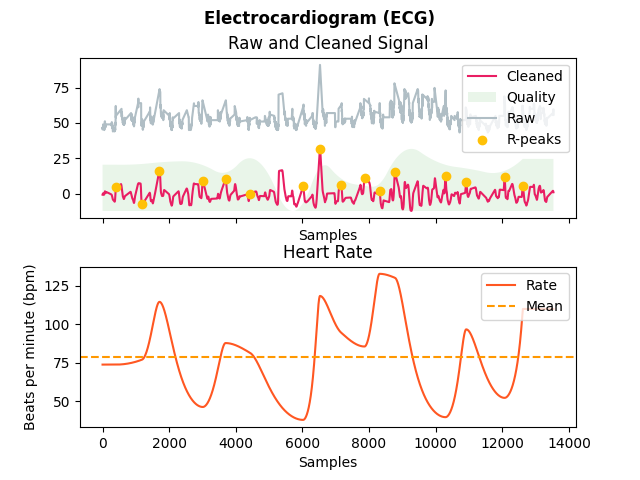 Electrocardiogram (ECG)
Raw and Cleaned Signal
75
50
25
0
Cleaned
Quality
Raw
R-peaks
Samples
Heart Rate
Beats per minute (bpm)
125
100
75
50
Rate
Mean
0 2000 4000 6000 8000 10000 12000 14000
Samples